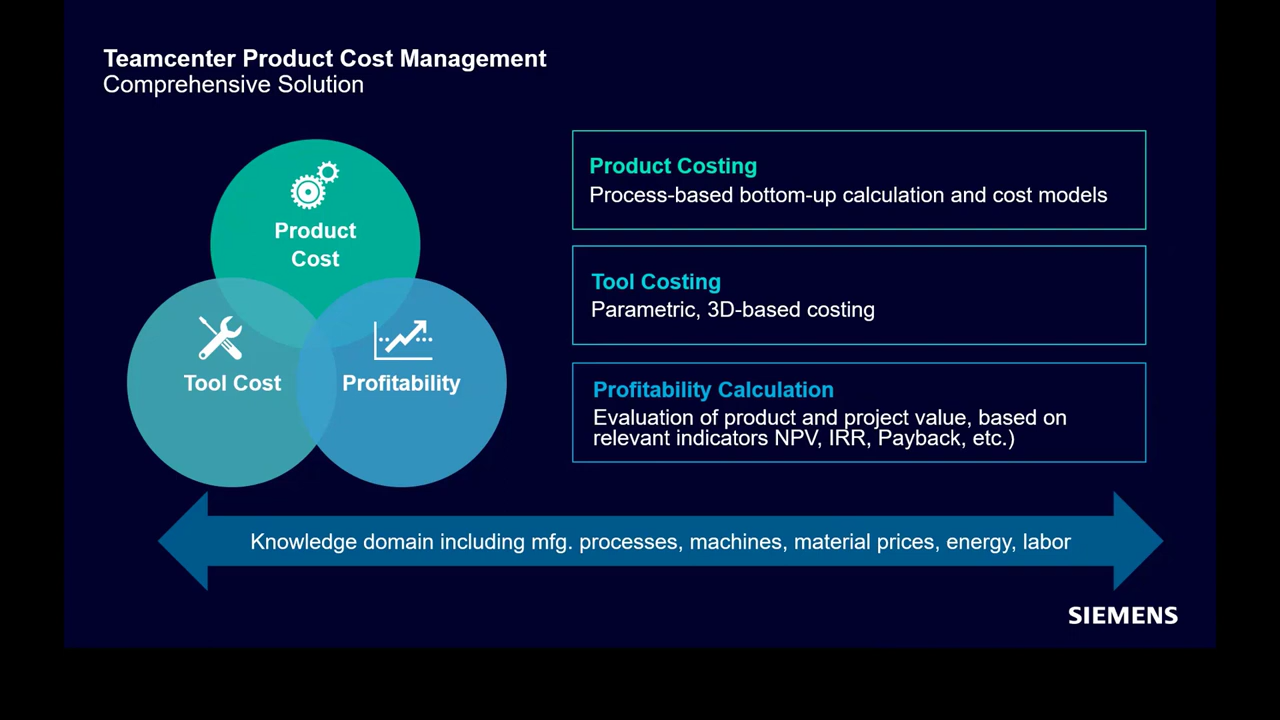 Teamcenter Product Cost Management
Comprehensive Solution
Product
Cost
Tool Cost
Profitability
Product Costing
Process-based bottom-up calculation and cost models
Tool Costing
Parametric, 3D-based costing
Profitability Calculation
Evaluation of product and project value, based on
relevant indicators NPV, IRR, Payback, etc.)
Knowledge domain including mfg. processes, machines, material prices, energy, labor
SIEMENS